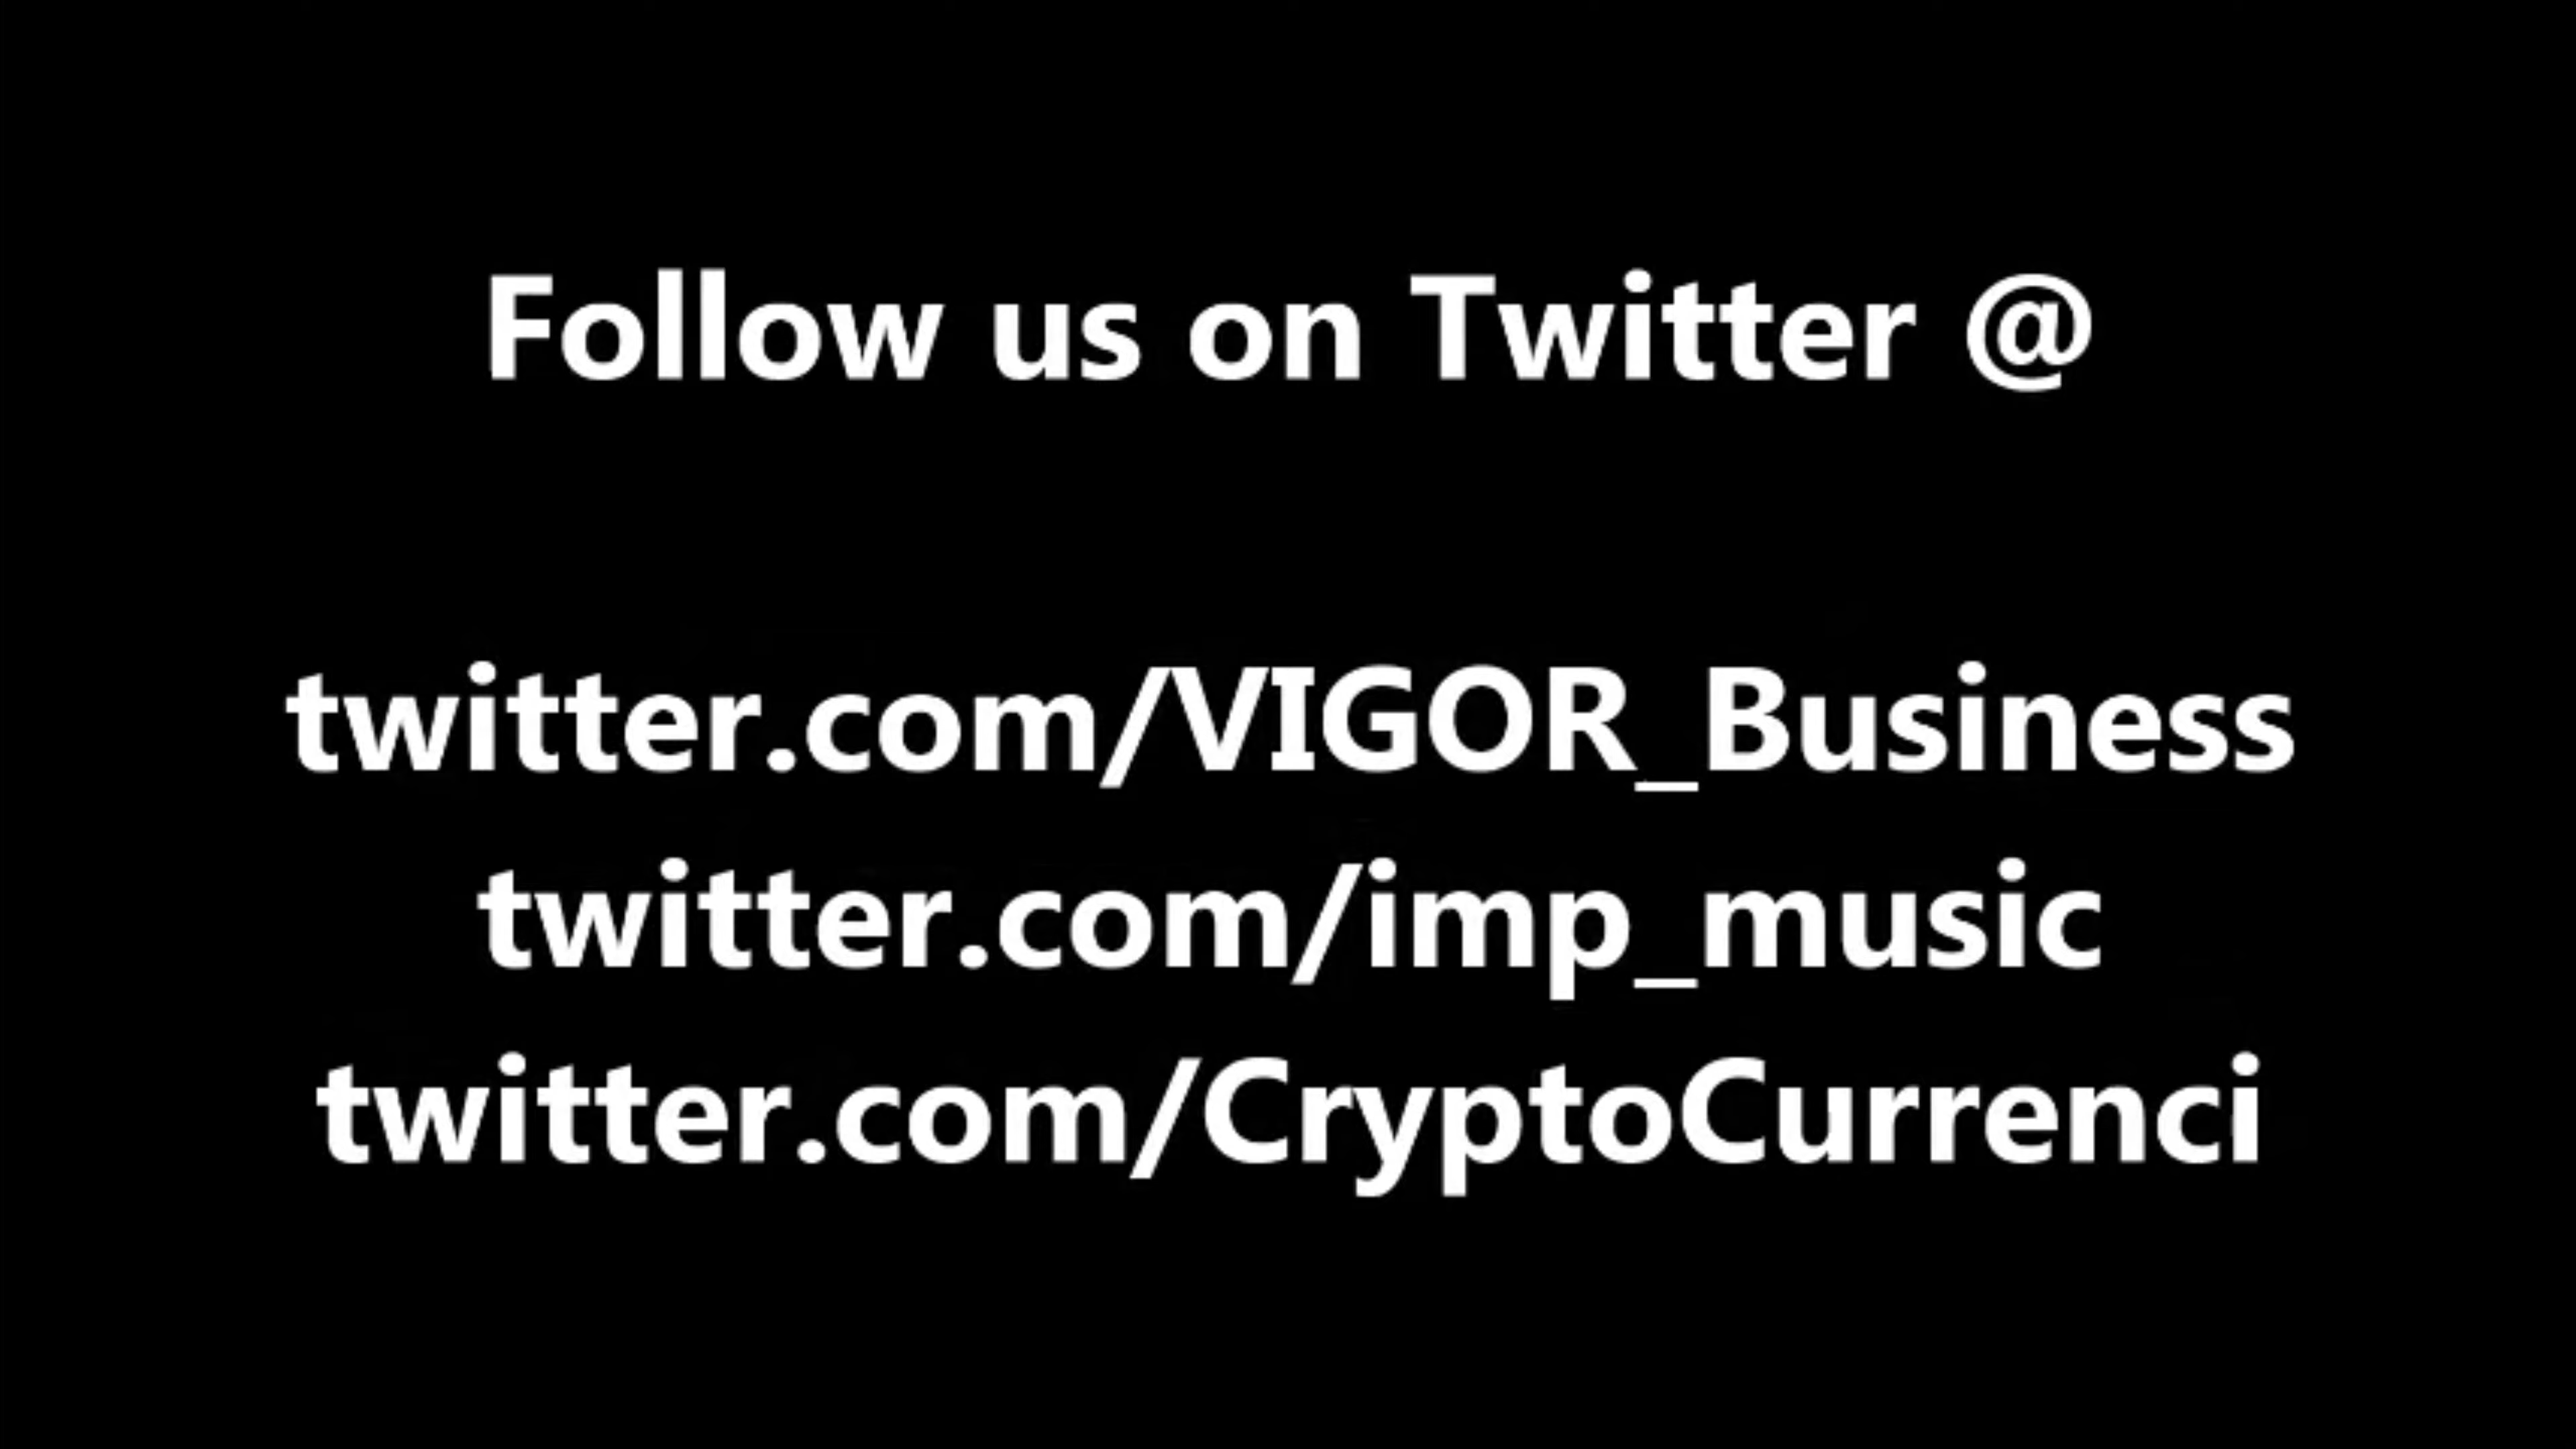 Follow us on Twitter @
twitter.com/VIGOR_Business
twitter.com/imp_music
twitter.com/CryptoCurrenci